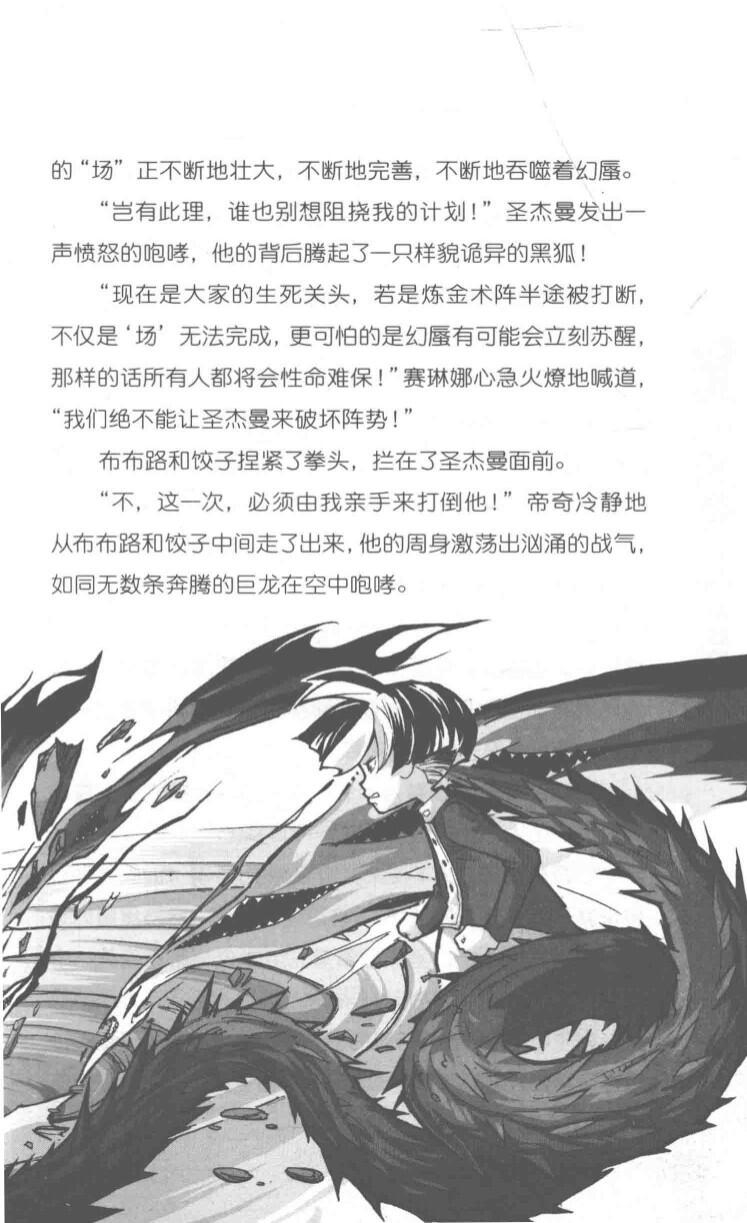 的“场”正不断地壮大，不断地完善，不断地吞噬着幻蜃。
“岂有此理，谁也别想阻挠我的计划！”圣杰曼发出一
声愤怒的咆哮，他的背后腾起了一只样貌诡异的黑狐！
“现在是大家的生死关头，若是炼金术阵半途被打断，
不仅是‘场’无法完成，更可怕的是幻蜃有可能会立刻苏醒，
那样的话所有人都将会性命难保！”赛琳娜心急火燎地喊道，
“我们绝不能让圣杰曼来破坏阵势！”
布布路和饺子捏紧了拳头，拦在了圣杰曼面前。
“不，这一次，必须由我亲手来打倒他！”帝奇冷静地
从布布路和饺子中间走了出来，他的周身激荡出汹涌的战气，
如同无数条奔腾的巨龙在空中咆哮。